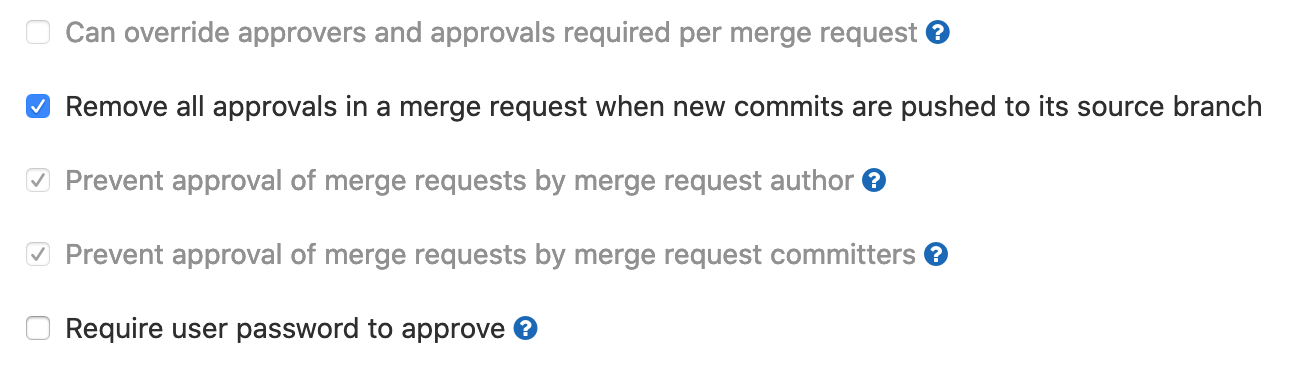 Can override approvers and approvals required per merge request ?
Remove all approvals in a merge request when new commits are pushed to its source branch
Prevent approval of merge requests by merge request author ?
Prevent approval of merge requests by merge request committers ?
Require user password to approve ?